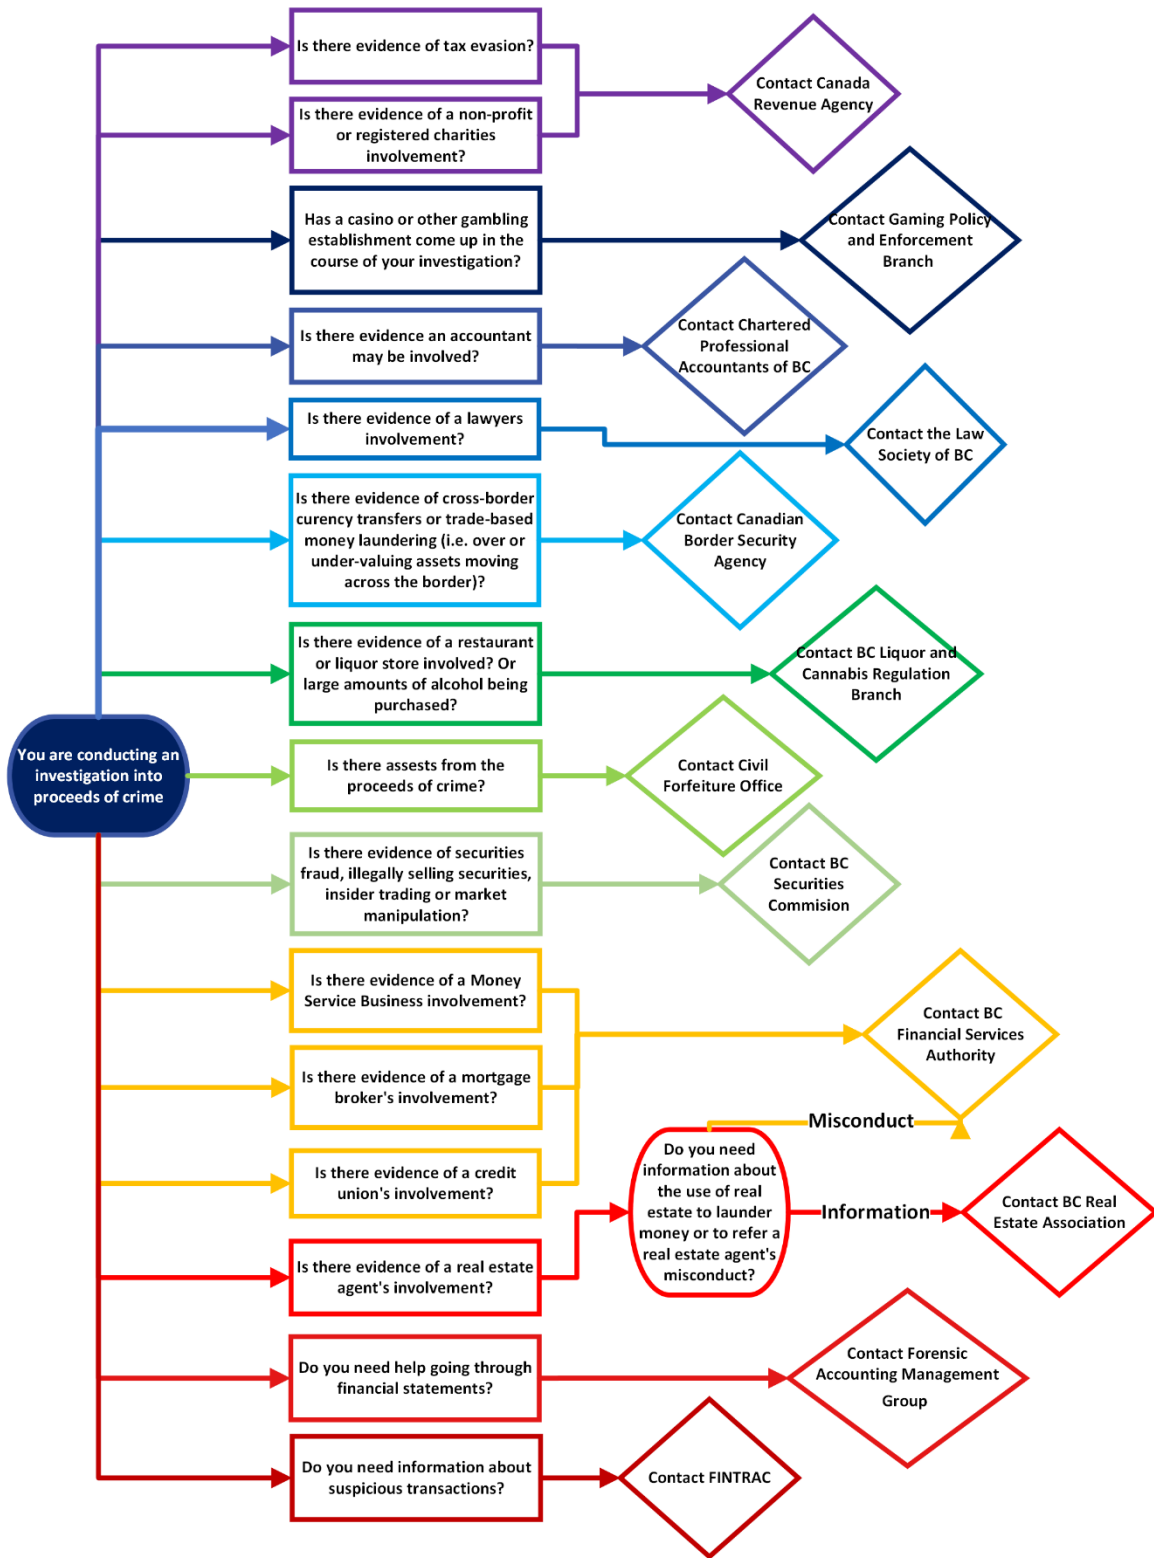 Is there evidence of tax evasion?
Contact Canada
Revenue Agency
Is there evidence of a non-profit
or registered charities
involvement?
Has a casino or other gambling
establishment come up in the
course of your investigation?
Contact Gaming Policy
and Enforcement
Branch
Is there evidence an accountant
may be involved?
Contact Chartered
Professional
Accountants of BC
Is there evidence of a lawyers
involvement?
Contact the Law
Society of BC
Is there evidence of cross-border
curency transfers or trade-based
money laundering (i.e. over or
under-valuing assets moving
across the border)?
Contact Canadian
Border Security
Agency
Is there evidence of a restaurant
or liquor store involved? Or
large amounts of alcohol being
purchased?
Contact BC Liquor and
Cannabis Regulation
Branch
You are conducting an
investigation into
proceeds of crime
Is there assests from the
proceeds of crime?
Contact Civil
Forfeiture Office
Is there evidence of securities
fraud, illegally selling securities,
insider trading or market
manipulation?
Contact BC
Securities
Commision
Is there evidence of a Money
Service Business involvement?
Contact BC
Financial Services
Authority
Is there evidence of a mortgage
broker's involvement?
Misconduct
Is there evidence of a credit
union's involvement?
Do you need
information about
the use of real
estate to launder
money or to refer a
real estate agent's
misconduct?
Information
Contact BC Real
Estate Association
Is there evidence of a real estate
agent's involvement?
Do you need help going through
financial statements?
Contact Forensic
Accounting Management
Group
Do you need information about
suspicious transactions?
Contact FINTRAC